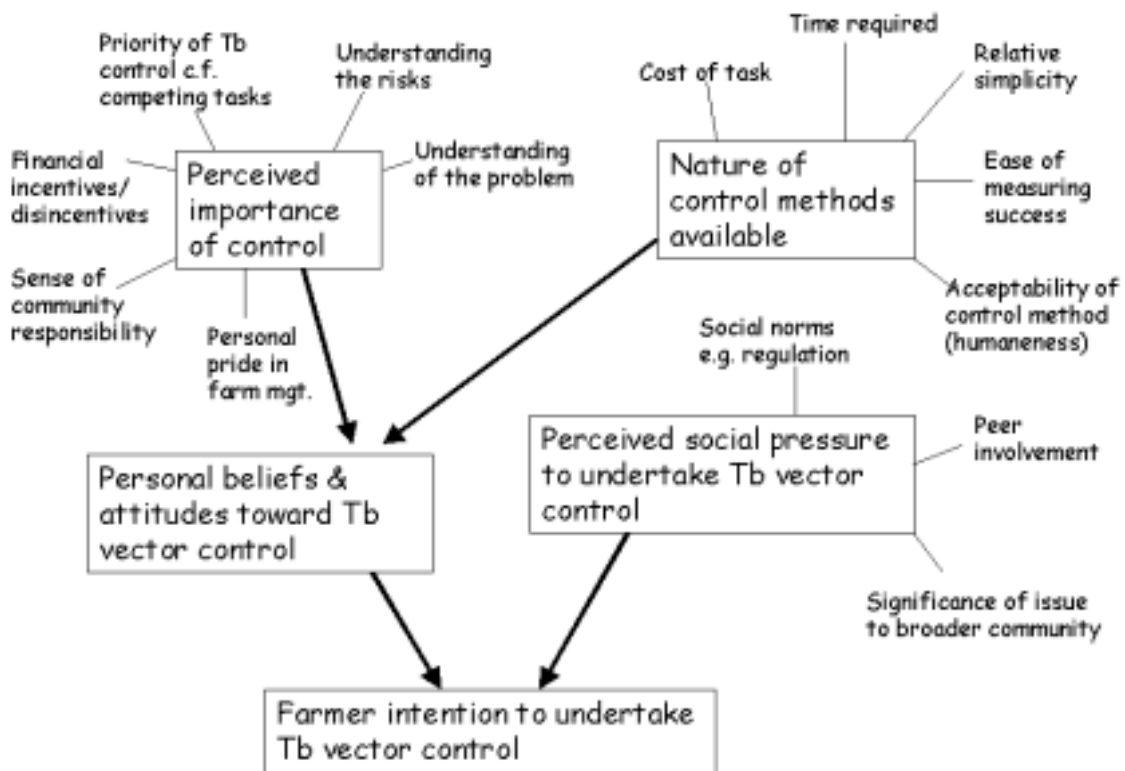 Time required
Priority of Tb
control c.f.
competing tasks
Understanding
the risks
Cost of task
Relative
simplicity
Financial
incentives/
disincentives
Perceived
importance
of control
Understanding
of the problem
Nature of
control methods
available
Ease of
measuring
success
Sense of
community
responsibility
Personal
pride in
farm mgt.
Acceptability of
control method
(humaneness)
Social norms
e.g. regulation
Personal beliefs &
attitudes toward Tb
vector control
Perceived social pressure
to undertake Tb vector
control
Peer
involvement
Significance of issue
to broader community
Farmer intention to undertake
Tb vector control